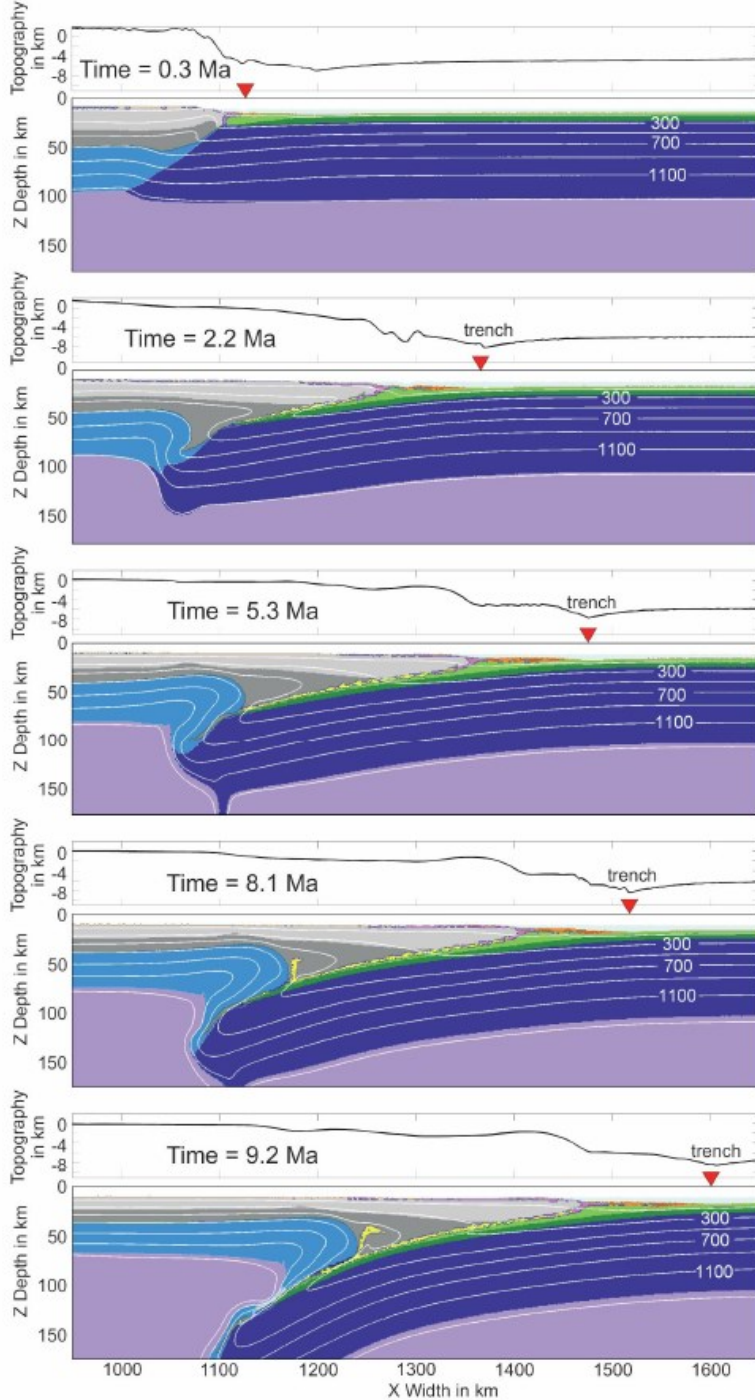 Topography
in km
0
-4
-8
Time = 0.3 Ma
Z Depth in km
0
50
100
150
300
700
1100
Topography
in km
0
-4
-8
Time = 2.2 Ma
trench
Z Depth in km
0
50
100
150
300
700
1100
Topography
in km
0
-4
-8
Time = 5.3 Ma
trench
Z Depth in km
0
50
100
150
300
700
1100
Topography
in km
0
-4
-8
Time = 8.1 Ma
trench
Z Depth in km
0
50
100
150
300
700
1100
Topography
in km
0
-4
-8
Time = 9.2 Ma
trench
Z Depth in km
0
50
100
150
300
700
1100
1000 1100 1200 1300 1400 1500 1600
X Width in km